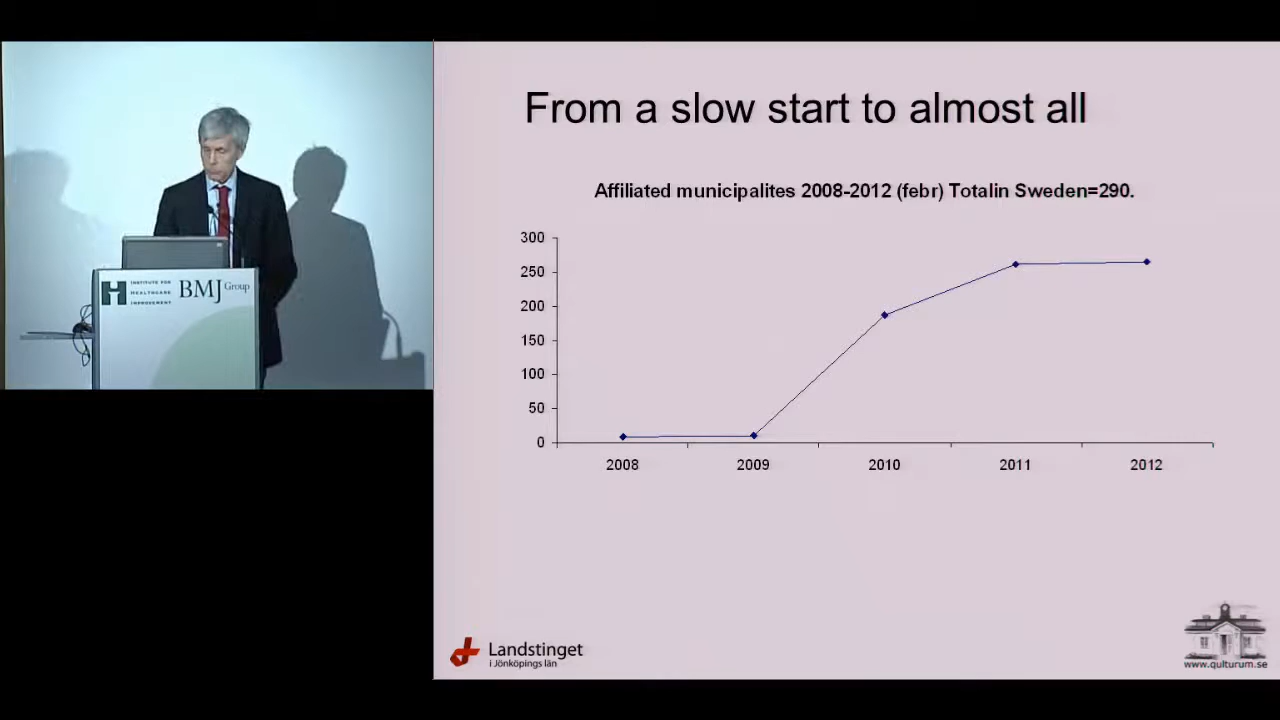 From a slow start to almost all
Affiliated municipalites 2008-2012 (febr) Totalin Sweden=290.
300
250
200
150
100
50
0
2008
2009
2010
2011
2012
INSTITUTE FOR
HEALTHCARE
IMPROVEMENT
BMJ Group
Landstinget
i Jönköpings län
www.qulturum.se